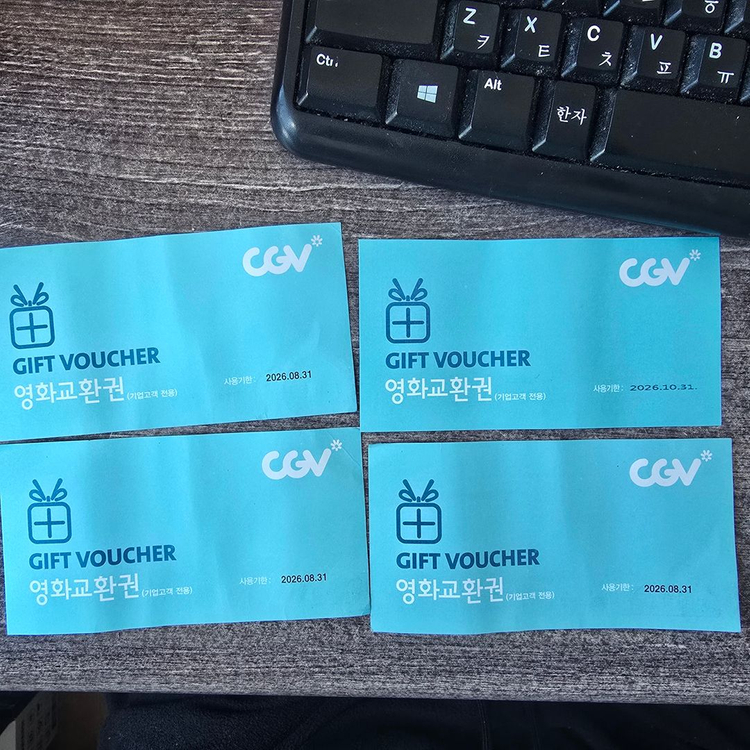 Z ㅋ
X ㅌ
C ㅊ
V ㅍ
B ㅠ
Alt
한자
CGV
GIFT VOUCHER
영화교환권 (기업고객 전용)
사용기한 : 2026.08.31
CGV
GIFT VOUCHER
영화교환권 (기업고객 전용)
사용기한 : 2026.10.31.
CGV
GIFT VOUCHER
영화교환권 (기업고객 전용)
사용기한 : 2026.08.31
CGV
GIFT VOUCHER
영화교환권 (기업고객 전용)
사용기한 : 2026.08.31